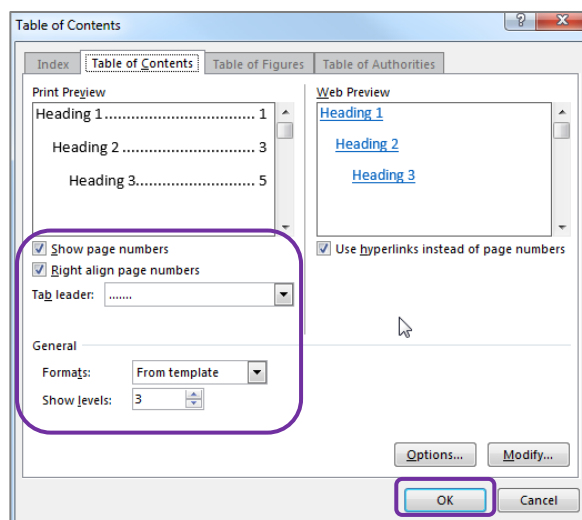 Table of Contents
?
Index Table of Contents Table of Figures Table of Authorities
Print Preview
Heading 1.................................. 1
Heading 2 .............................. 3
Heading 3........................... 5
Web Preview
Heading 1
Heading 2
Heading 3
Show page numbers
Right align page numbers
Tab leader: .......
Use hyperlinks instead of page numbers
General
Formats: From template
Show levels: 3
Options... Modify...
OK Cancel